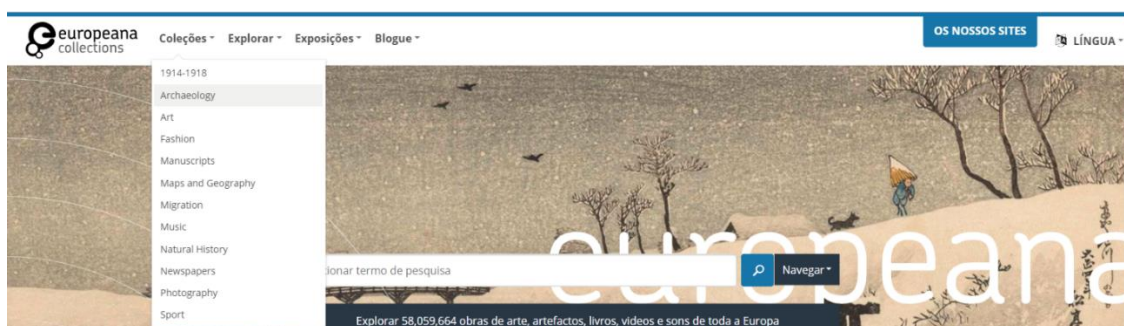 europeana
collections
Coleções
Explorar
Exposições
Blogue
OS NOSSOS SITES
LÍNGUA
1914-1918
Archaeology
Art
Fashion
Manuscripts
Maps and Geography
Migration
Music
Natural History
Newspapers
Photography
Sport
ionar termo de pesquisa
Navegar
europeana
Explorar 58,059,664 obras de arte, artefactos, livros, videos e sons de toda a Europa